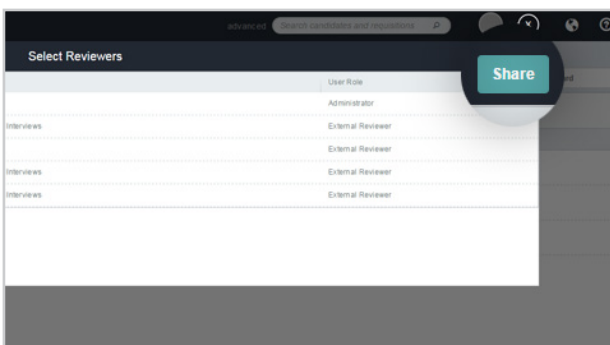 advanced Search candidates and requisitions
Select Reviewers
Share
User Role
Administrator
Interviews External Reviewer
External Reviewer
Interviews External Reviewer
Interviews External Reviewer